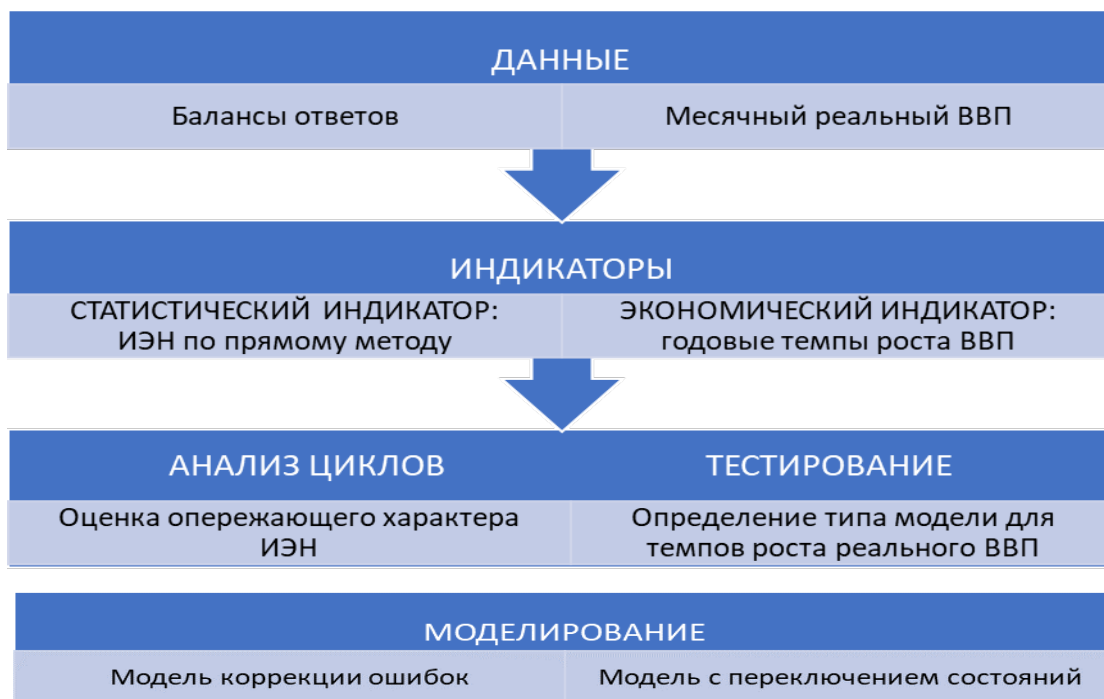 ДАННЫЕ
Балансы ответов
Месячный реальный ВВП
ИНДИКАТОРЫ
СТАТИСТИЧЕСКИЙ ИНДИКАТОР:
ИЭН по прямому методу
ЭКОНОМИЧЕСКИЙ ИНДИКАТОР:
годовые темпы роста ВВП
АНАЛИЗ ЦИКЛОВ
Оценка опережающего характера
ИЭН
ТЕСТИРОВАНИЕ
Определение типа модели для
темпов роста реального ВВП
МОДЕЛИРОВАНИЕ
Модель коррекции ошибок
Модель с переключением состояний